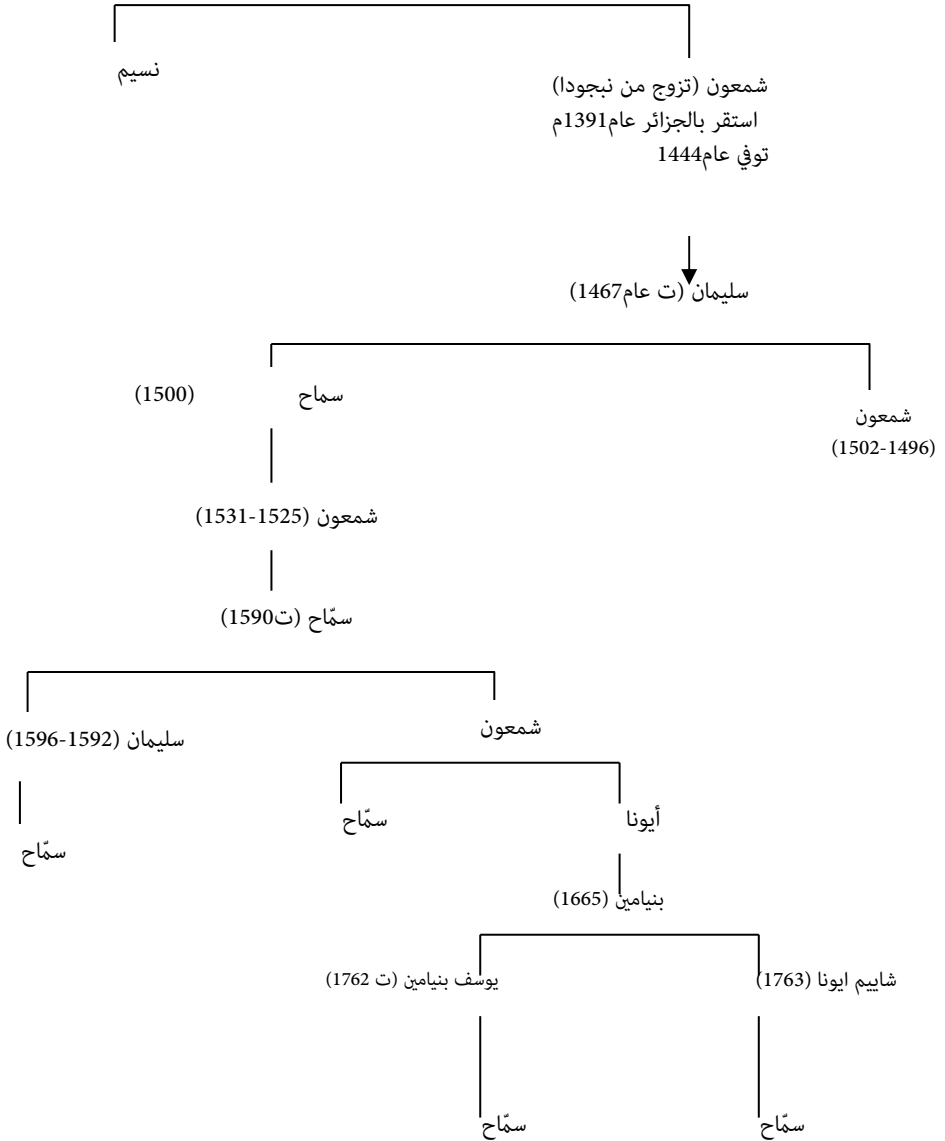 نسيم
شمعون (تزوج من نبجودا)
استقر بالجزائر عام1391م
توفي عام1444
سليمان (ت عام1467)
سماح (1500)
شمعون
(1502-1496)
شمعون (1525-1531)
سمّاح (ت1590)
شمعون
سليمان (1592-1596)
أيونا
سمّاح
سمّاح
بنيامين (1665)
شاييم ايونا (1763)
يوسف بنيامين (ت 1762)
سمّاح
سمّاح